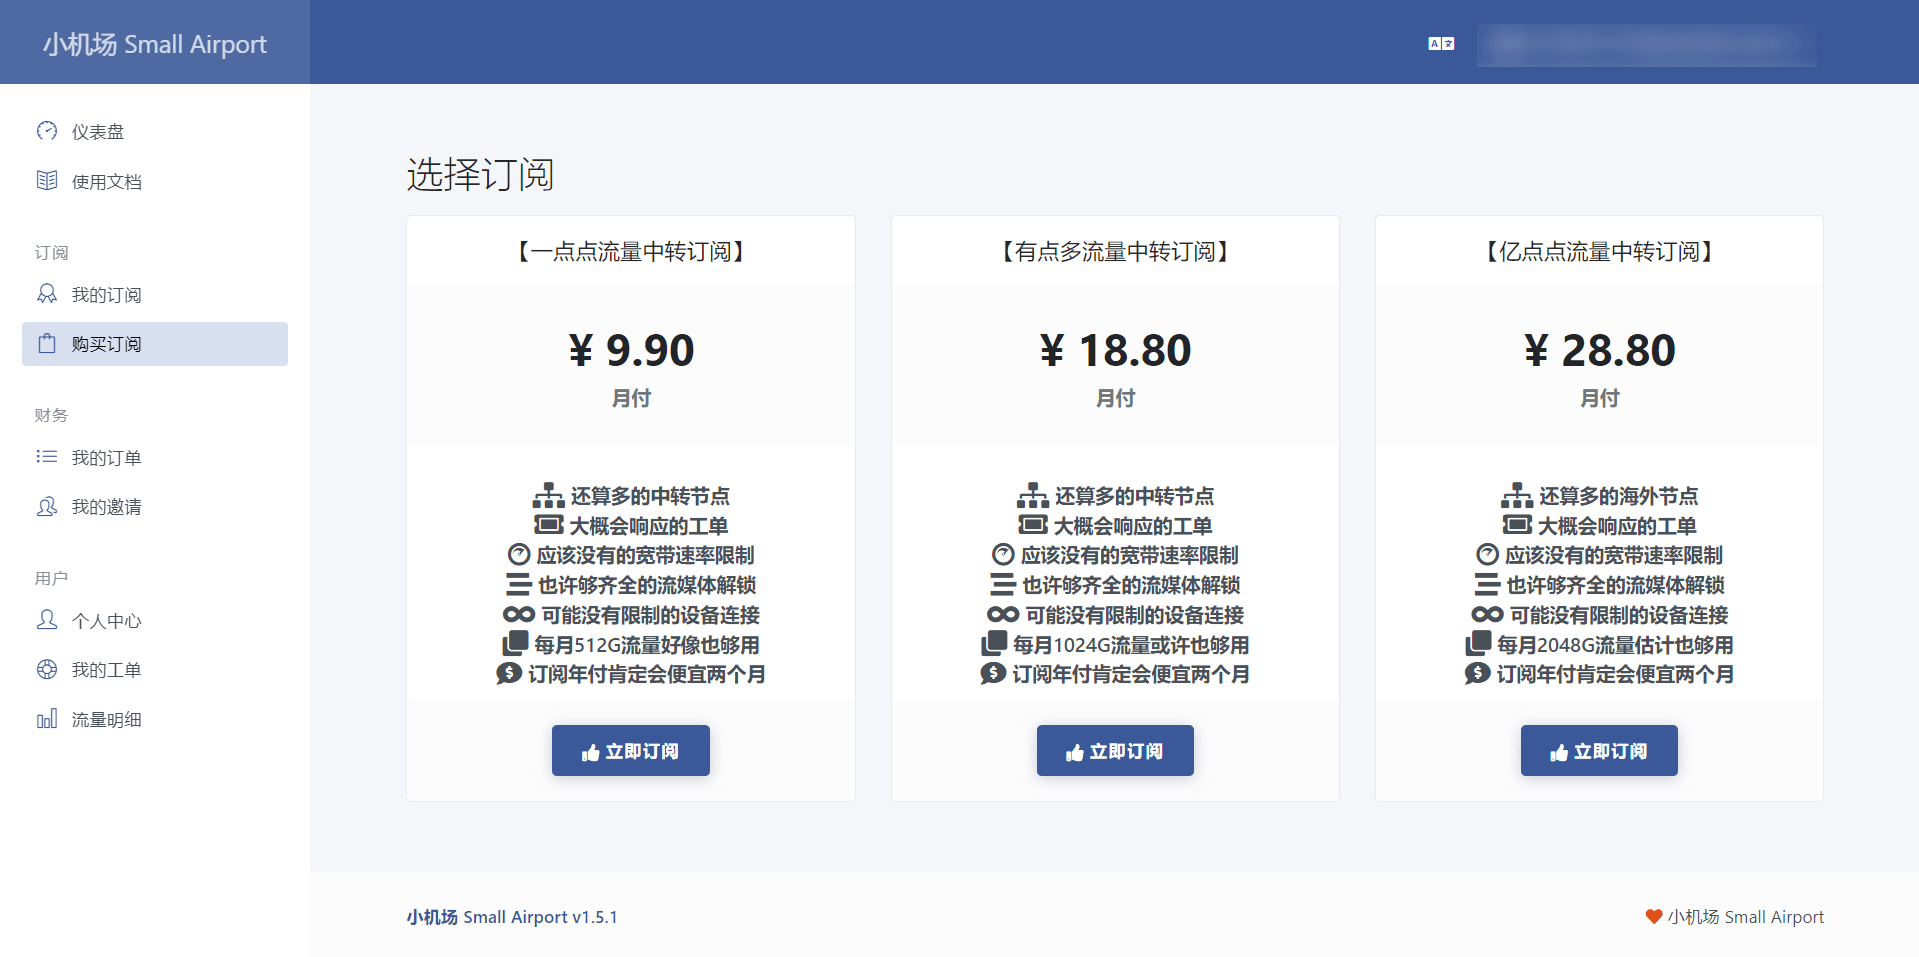 小机场 Small Airport
仪表盘
使用文档
订阅
我的订阅
购买订阅
财务
我的订单
我的邀请
用户
个人中心
我的工单
流量明细
选择订阅
【一点点流量中转订阅】
¥ 9.90
月付
还算多的中转节点
大概会响应的工单
应该没有的宽带速率限制
也许够齐全的流媒体解锁
可能没有限制的设备连接
每月512G流量好像也够用
订阅年付肯定会便宜两个月
立即订阅
【有点多流量中转订阅】
¥ 18.80
月付
还算多的中转节点
大概会响应的工单
应该没有的宽带速率限制
也许够齐全的流媒体解锁
可能没有限制的设备连接
每月1024G流量或许也够用
订阅年付肯定会便宜两个月
立即订阅
【亿点点流量中转订阅】
¥ 28.80
月付
还算多的海外节点
大概会响应的工单
应该没有的宽带速率限制
也许够齐全的流媒体解锁
可能没有限制的设备连接
每月2048G流量估计也够用
订阅年付肯定会便宜两个月
立即订阅
小机场 Small Airport v1.5.1
小机场 Small Airport